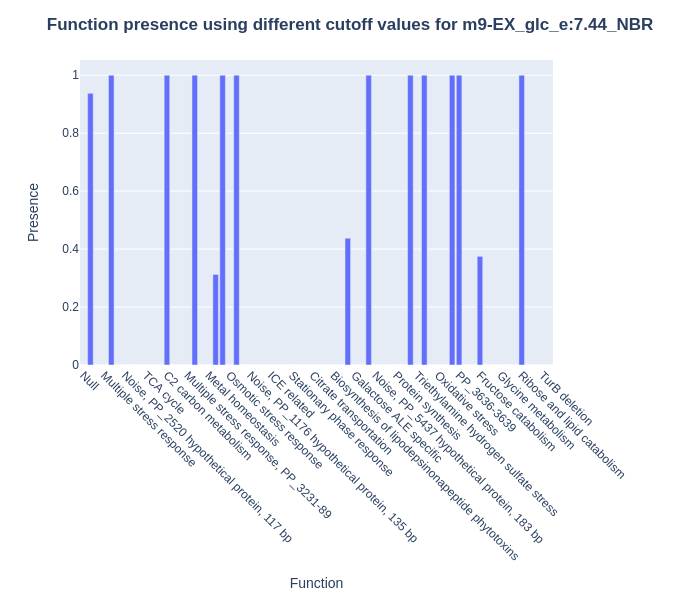 Function presence using different cutoff values for m9-EX_glc_e:7.44_NBR
1
0.8
0.6
0.4
0.2
0
Presence
Null
Multiple stress response
Noise, PP_2520 hypothetical protein, 117 bp
TCA cycle
C2 carbon metabolism
Multiple stress response, PP_3231-89
Metal homeostasis
Osmotic stress response
Noise, PP_1176 hypothetical protein, 135 bp
ICE related
Stationary phase response
Citrate transportation
Biosynthesis of lipodepsinonapeptide phytotoxins
Galactose ALE specific
Noise, PP_5437 hypothetical protein, 183 bp
Protein synthesis
Triethylamine hydrogen sulfate stress
Oxidative stress
PP_3636-3639
Fructose catabolism
Glycine metabolism
Ribose and lipid catabolism
TurB deletion
Function